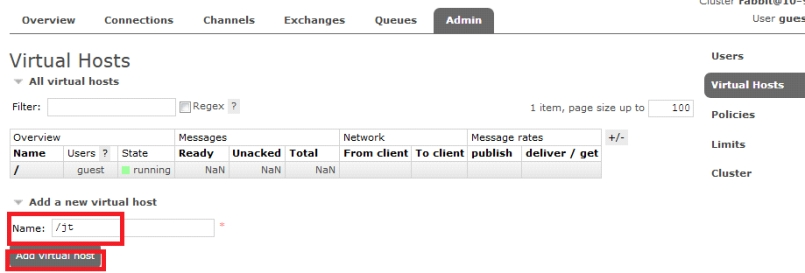 Cluster rabbit@10-9
Overview Connections Channels Exchanges Queues Admin
User gues
Virtual Hosts
Users
▼ All virtual hosts
Virtual Hosts
Filter: Regex ? 1 item, page size up to 100
Policies
Overview Messages Network Message rates +/-
Limits
Name Users ? State Ready Unacked Total From client To client publish deliver / get
/ guest running NaN NaN NaN
Cluster
▼ Add a new virtual host
Name: /jt *
Add virtual host